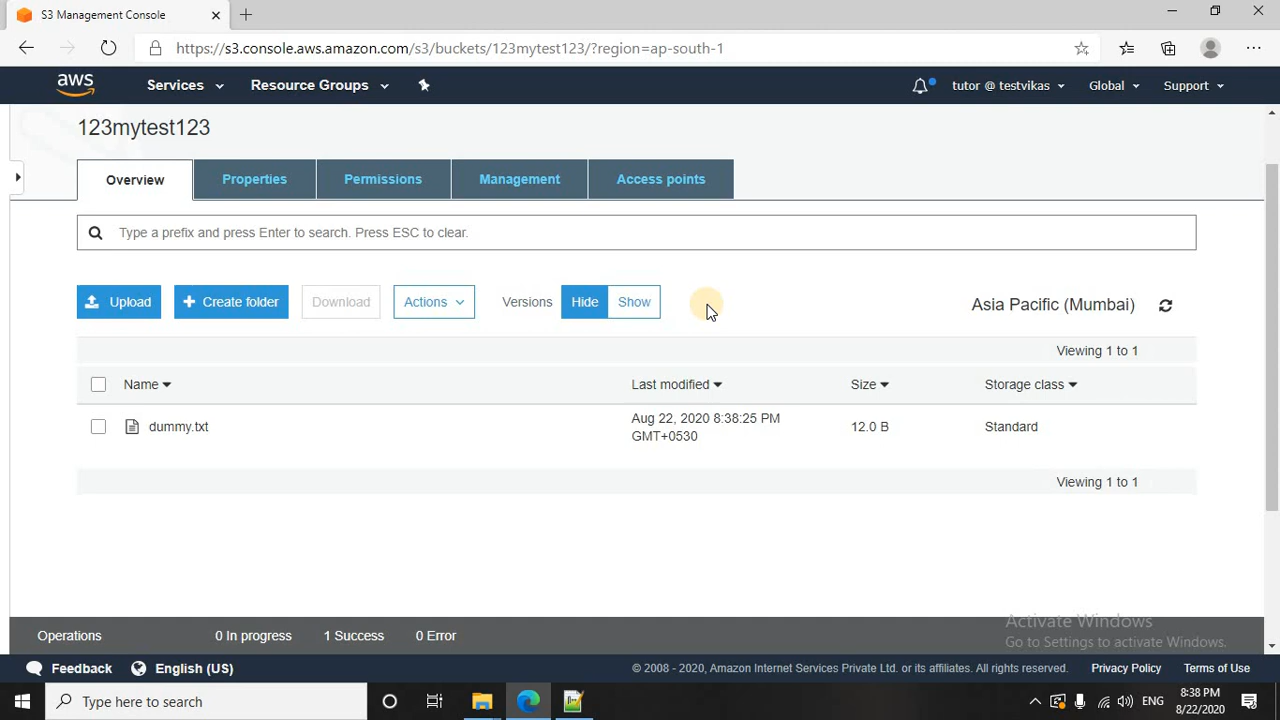 S3 Management Console
https://s3.console.aws.amazon.com/s3/buckets/123mytest123/?region=ap-south-1
aws Services Resource Groups tutor @ testvikas Global Support
123mytest123
Overview Properties Permissions Management Access points
Type a prefix and press Enter to search. Press ESC to clear.
Upload Create folder Download Actions Versions Hide Show Asia Pacific (Mumbai)
Viewing 1 to 1
Name Last modified Size Storage class
dummy.txt Aug 22, 2020 8:38:25 PM GMT+0530 12.0 B Standard
Viewing 1 to 1
Operations 0 In progress 1 Success 0 Error
Activate Windows
Go to Settings to activate Windows.
Feedback English (US) © 2008 - 2020, Amazon Internet Services Private Ltd. or its affiliates. All rights reserved. Privacy Policy Terms of Use
Type here to search ENG 8:38 PM
8/22/2020